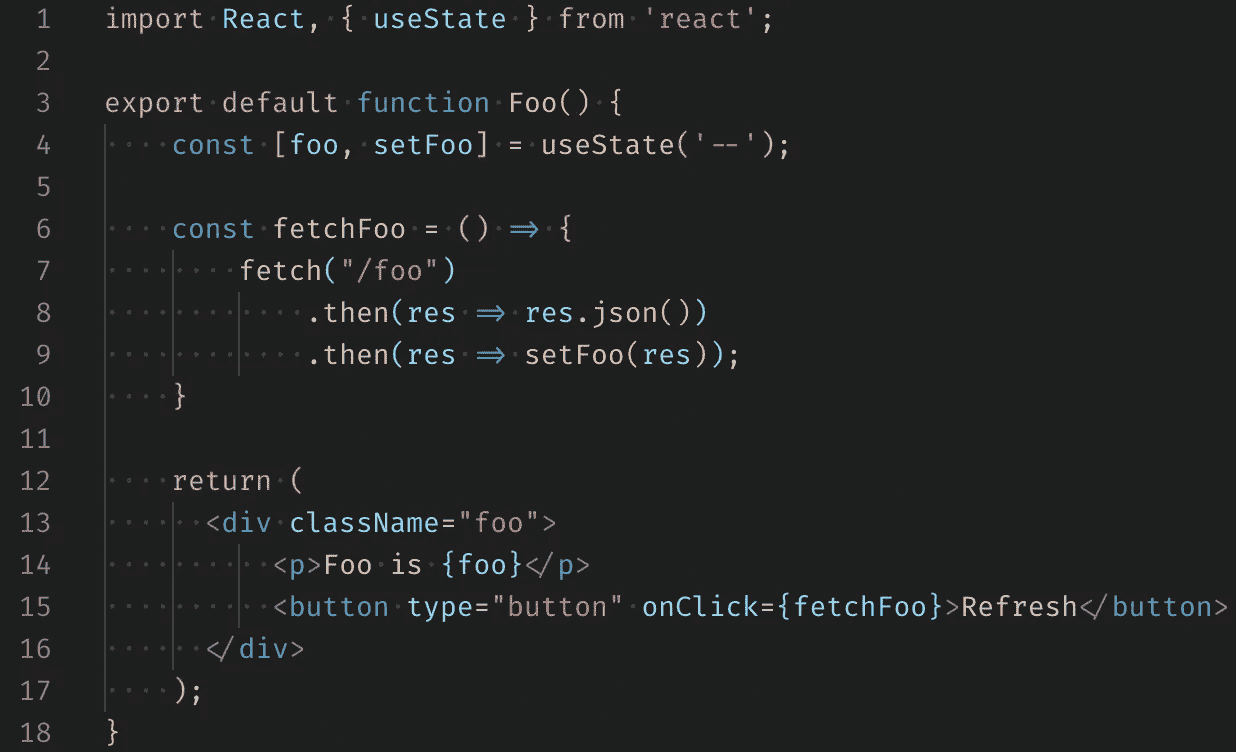 1 import React, { useState } from 'react';
2
3 export default function Foo() {
4     const [foo, setFoo] = useState('--');
5
6     const fetchFoo = () => {
7         fetch("/foo")
8             .then(res => res.json())
9             .then(res => setFoo(res));
10     }
11
12     return (
13       <div className="foo">
14           <p>Foo is {foo}</p>
15           <button type="button" onClick={fetchFoo}>Refresh</button>
16       </div>
17     );
18 }